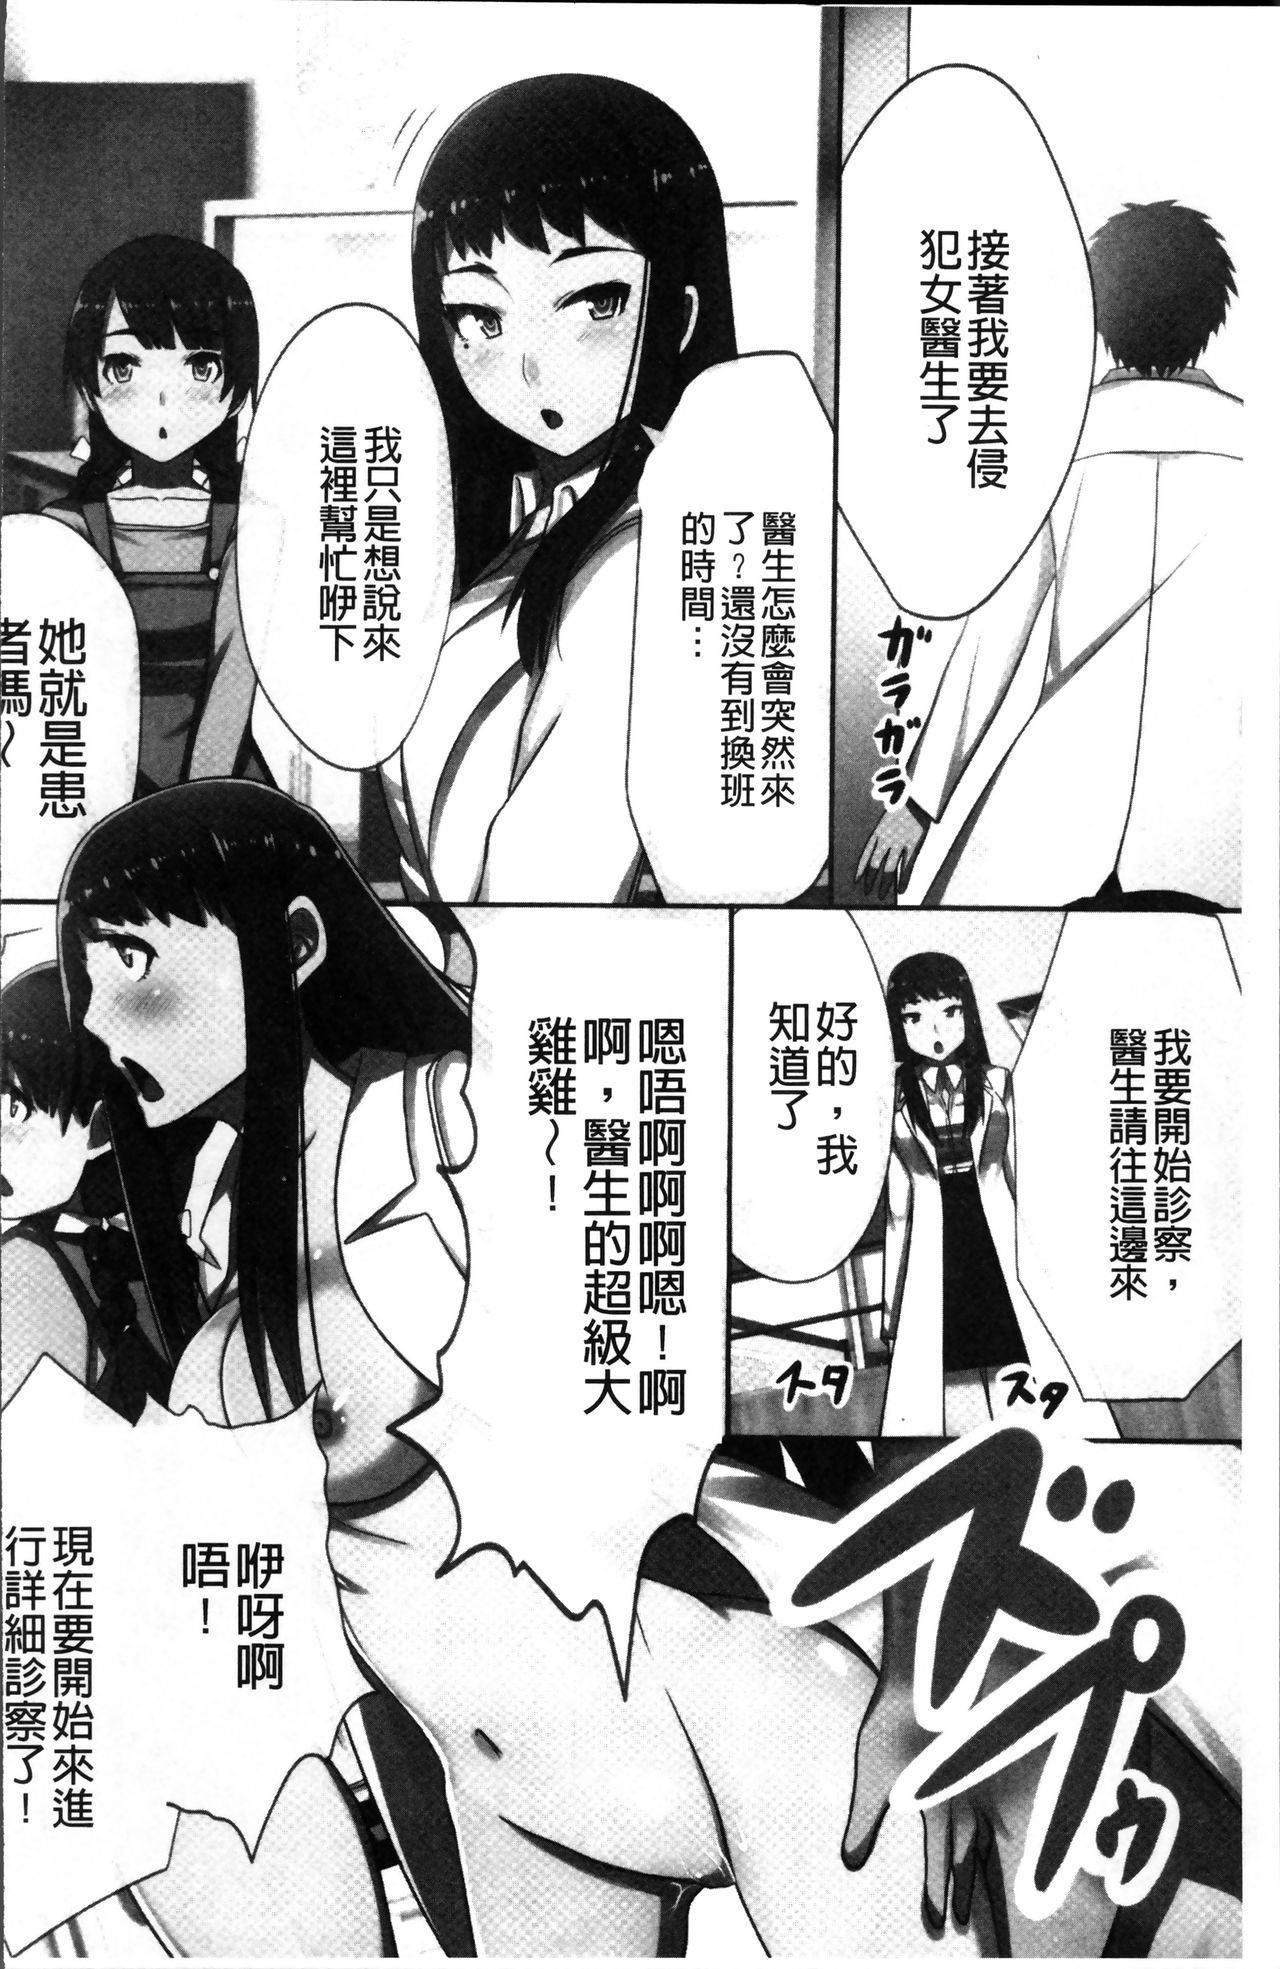 接著我要去侵
犯女醫生了
ガラガラ
醫生怎麼會突然來
了？還沒有到換班
的時間…
我只是想說來
這裡幫忙咿下
她就是患
者嗎～
我要開始診察，
醫生請往這邊來
好的，我
知道了
スタ
スタ
ズプゥ
嗯唔啊啊啊嗯！啊
啊，醫生的超級大
雞雞～！
咿呀啊
唔！
現在要開始來進
行詳細診察了！